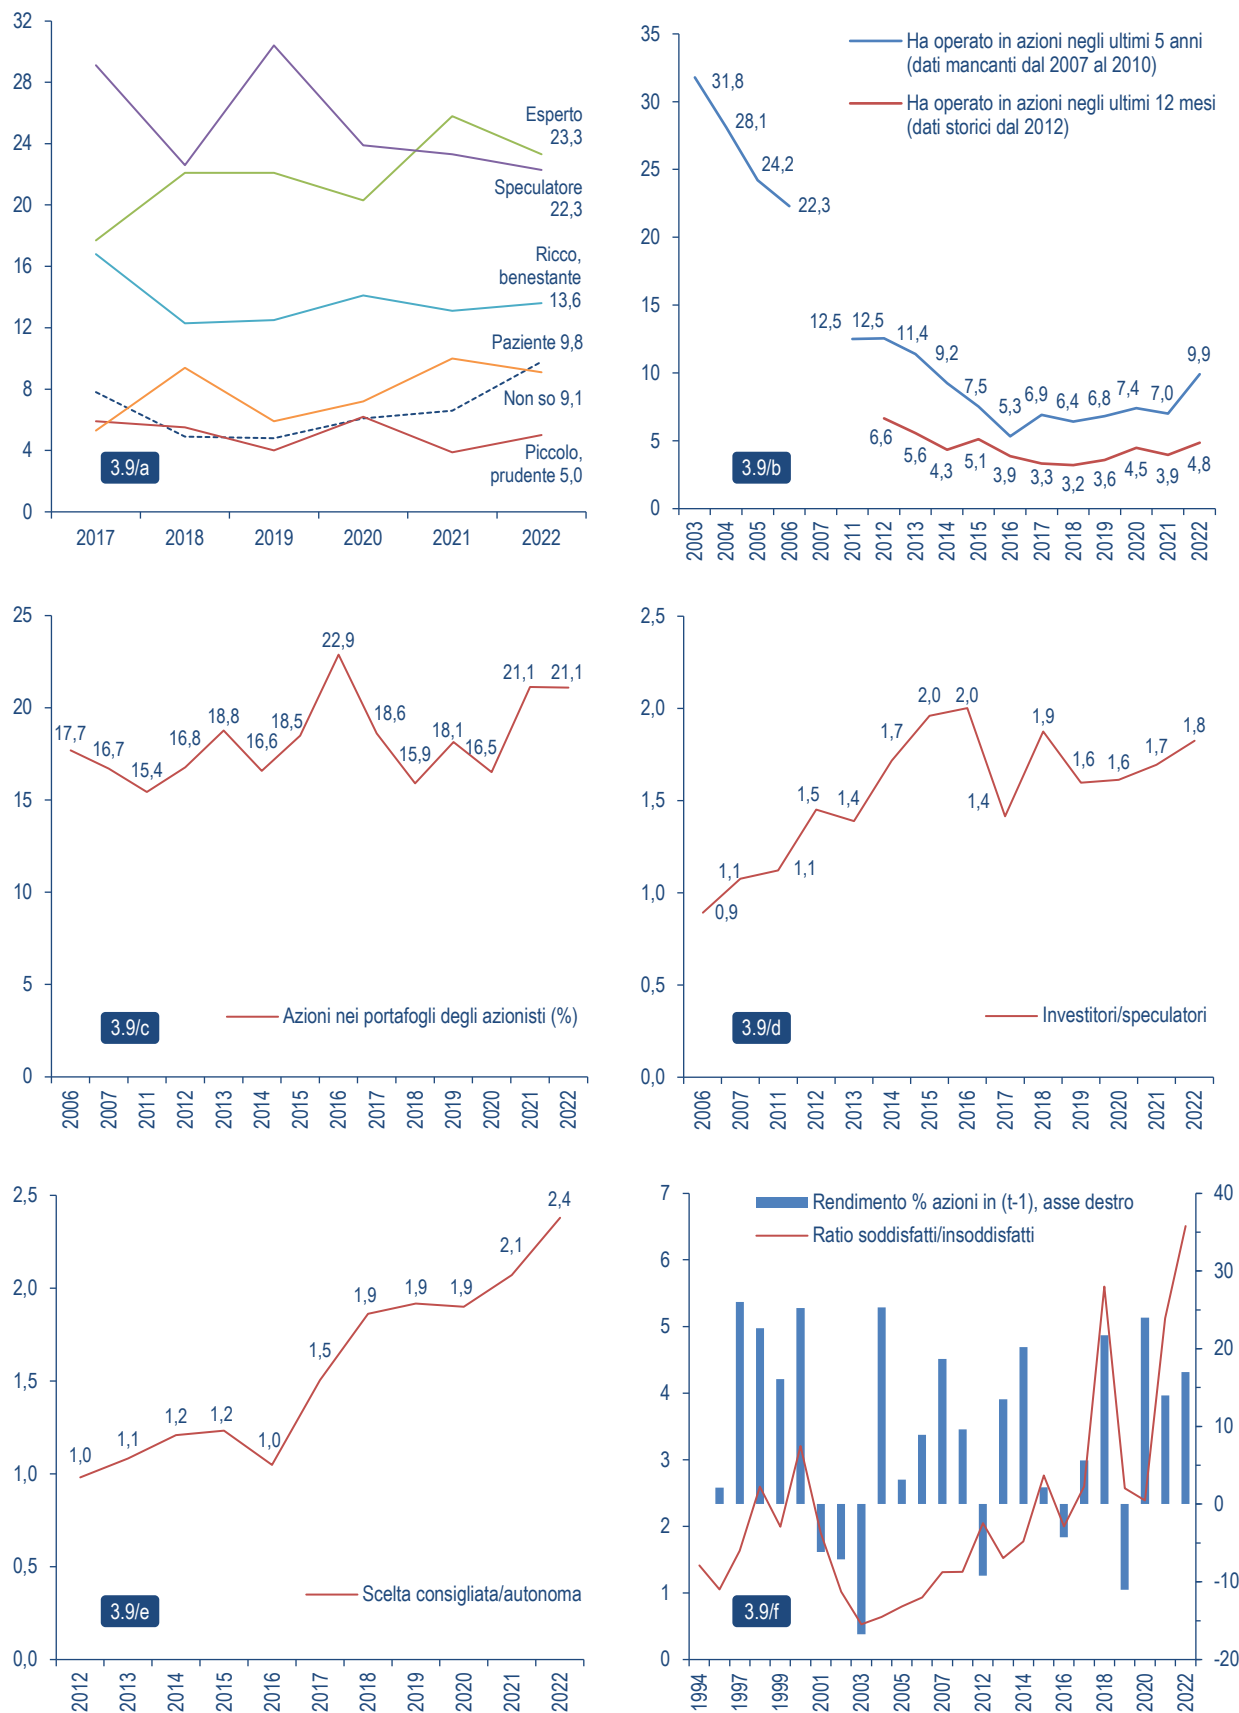 32
28
24
20
16
12
8
4
0
Esperto
23,3
Speculatore
22,3
Ricco,
benestante
13,6
Paziente 9,8
Non so 9,1
Piccolo,
prudente 5,0
3.9/a
2017 2018 2019 2020 2021 2022
35
30
25
20
15
10
5
0
Ha operato in azioni negli ultimi 5 anni
(dati mancanti dal 2007 al 2010)
Ha operato in azioni negli ultimi 12 mesi
(dati storici dal 2012)
31,8
28,1
24,2
22,3
12,5 12,5 11,4 9,2 7,5 5,3 6,9 6,4 6,8 7,4 7,0 9,9
6,6 5,6 4,3 5,1 3,9 3,3 3,2 3,6 4,5 3,9 4,8
3.9/b
2003 2004 2005 2006 2007 2011 2012 2013 2014 2015 2016 2017 2018 2019 2020 2021 2022
25
20
15
10
5
0
17,7 16,7 15,4 16,8 18,8 16,6 18,5 22,9 18,6 15,9 18,1 16,5 21,1 21,1
3.9/c
Azioni nei portafogli degli azionisti (%)
2006 2007 2011 2012 2013 2014 2015 2016 2017 2018 2019 2020 2021 2022
2,5
2,0
1,5
1,0
0,5
0,0
0,9 1,1 1,1 1,5 1,4 1,7 2,0 2,0 1,4 1,9 1,6 1,6 1,7 1,8
3.9/d
Investitori/speculatori
2006 2007 2011 2012 2013 2014 2015 2016 2017 2018 2019 2020 2021 2022
2,5
2,0
1,5
1,0
0,5
0,0
1,0 1,1 1,2 1,2 1,0 1,5 1,9 1,9 1,9 2,1 2,4
3.9/e
Scelta consigliata/autonoma
2012 2013 2014 2015 2016 2017 2018 2019 2020 2021 2022
7
6
5
4
3
2
1
0
Rendimento % azioni in (t-1), asse destro
Ratio soddisfatti/insoddisfatti
40
30
20
10
0
-10
-20
3.9/f
1994 1997 1999 2001 2003 2005 2007 2012 2014 2016 2018 2020 2022